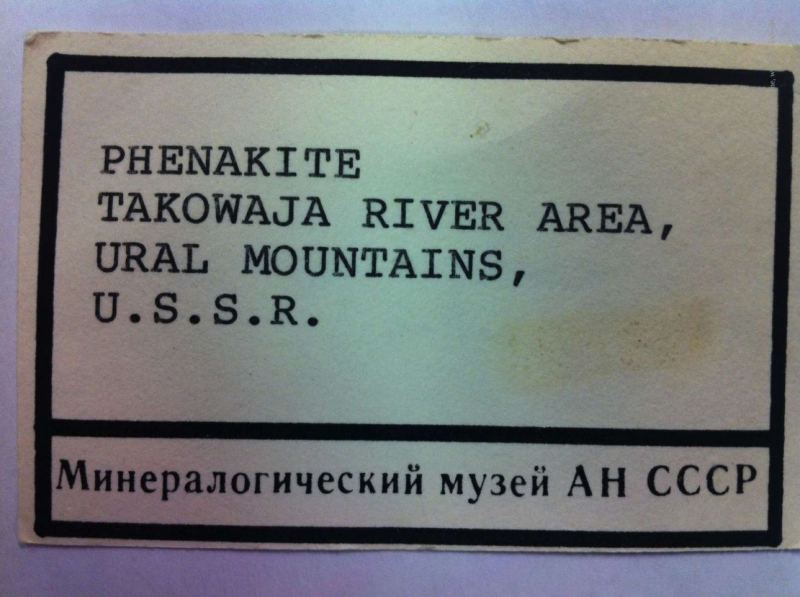 PHENAKITE
TAKOWAJA RIVER AREA,
URAL MOUNTAINS,
U.S.S.R.
Минералогический музей АН СССР